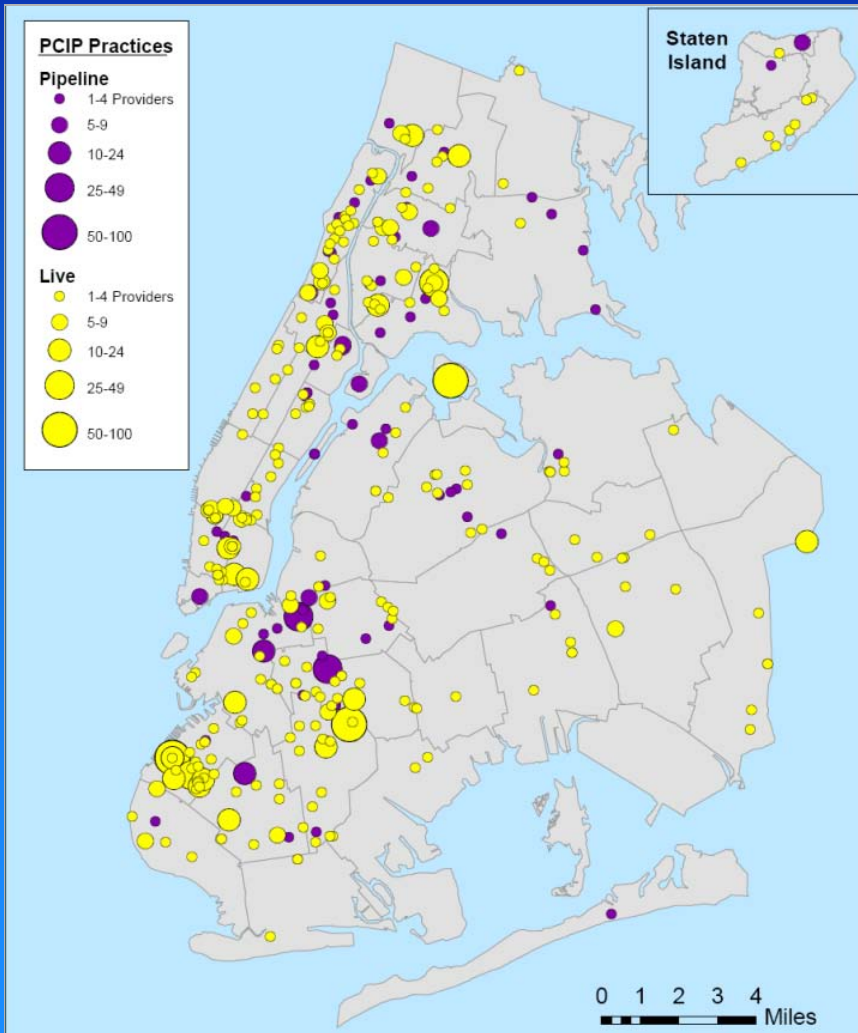 PCIP Practices
Pipeline
1-4 Providers
5-9
10-24
25-49
50-100
Live
1-4 Providers
5-9
10-24
25-49
50-100
Staten
Island
0 1 2 3 4
Miles